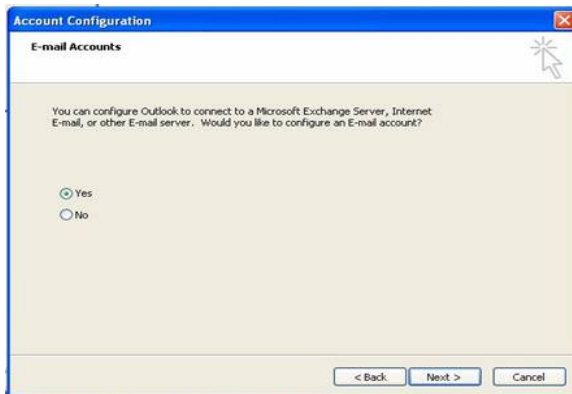 Account Configuration
E-mail Accounts
You can configure Outlook to connect to a Microsoft Exchange Server, Internet
E-mail, or other E-mail server. Would you like to configure an E-mail account?
Yes
No
< Back Next > Cancel